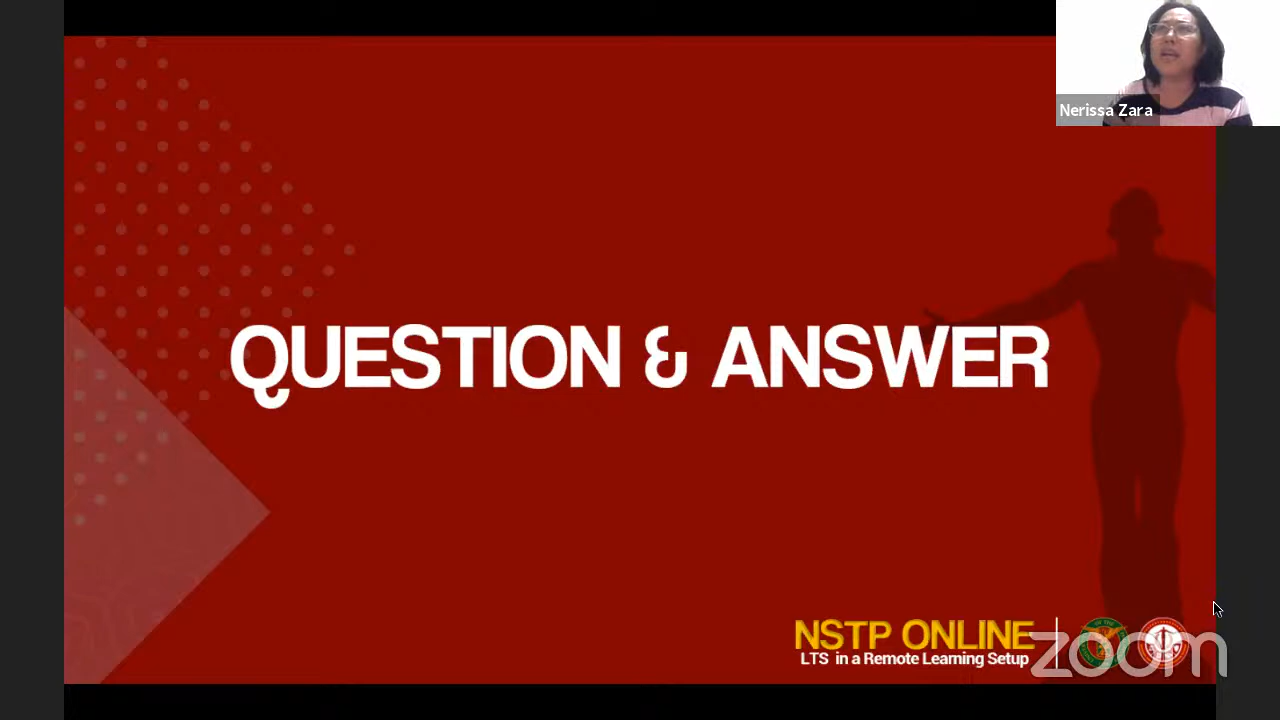 Nerissa Zara
QUESTION & ANSWER
NSTP ONLINE
LTS in a Remote Learning Setup
zoom